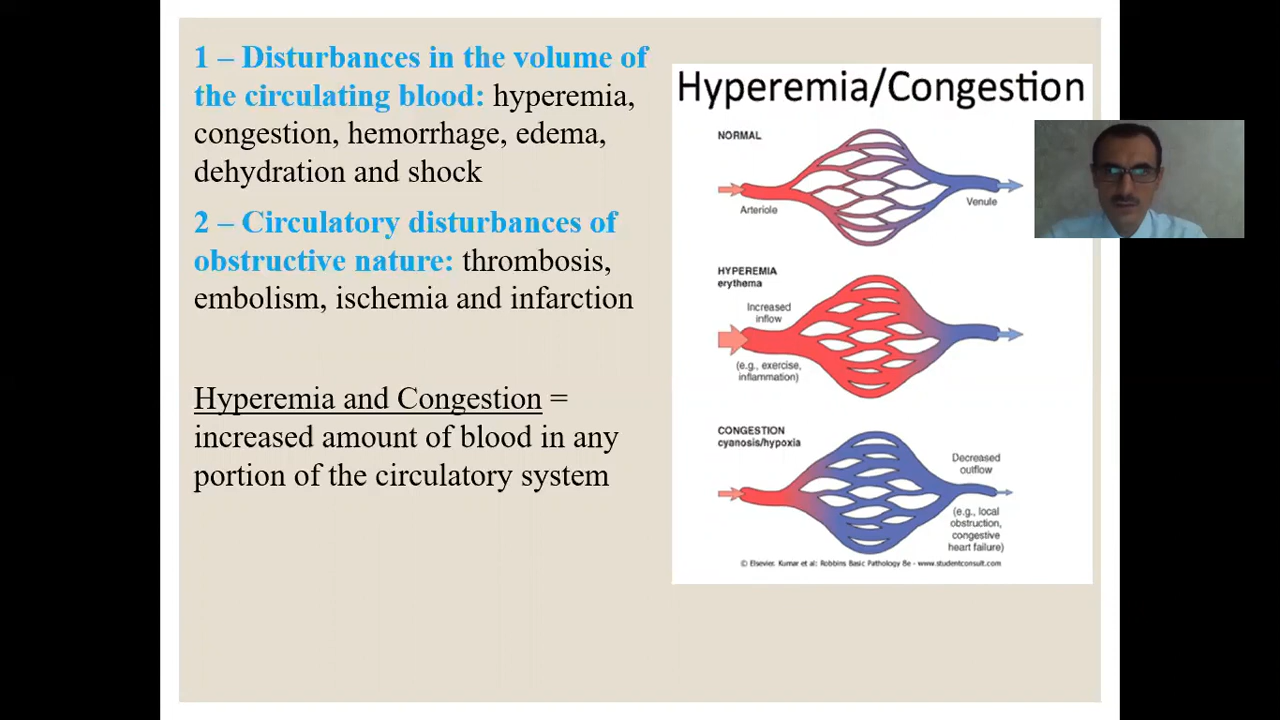 1 – Disturbances in the volume of
the circulating blood: hyperemia,
congestion, hemorrhage, edema,
dehydration and shock
2 – Circulatory disturbances of
obstructive nature: thrombosis,
embolism, ischemia and infarction
Hyperemia and Congestion =
increased amount of blood in any
portion of the circulatory system
Hyperemia/Congestion
NORMAL
Arteriole
Venule
HYPEREMIA
erythema
Increased
inflow
(e.g., exercise,
inflammation)
CONGESTION
cyanosis/hypoxia
Decreased
outflow
(e.g., local
obstruction,
congestive
heart failure)
© Elsevier. Kumar et al: Robbins Basic Pathology 8e - www.studentconsult.com